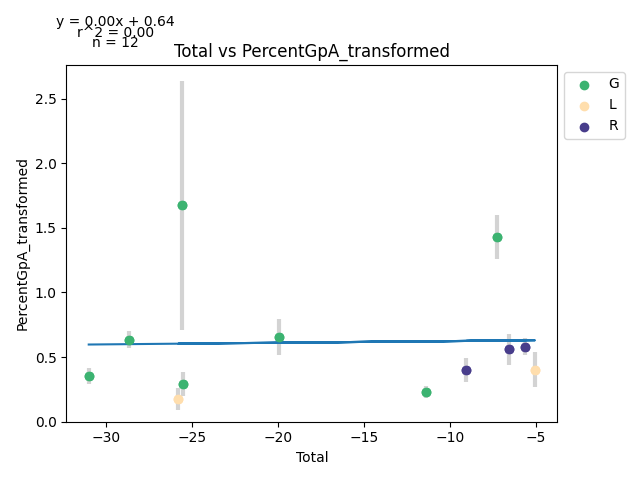 y = 0.00x + 0.64
r^2 = 0.00
n = 12
Total vs PercentGpA_transformed
G
L
R
PercentGpA_transformed
2.5
2.0
1.5
1.0
0.5
0.0
−30
−25
−20
−15
−10
−5
Total